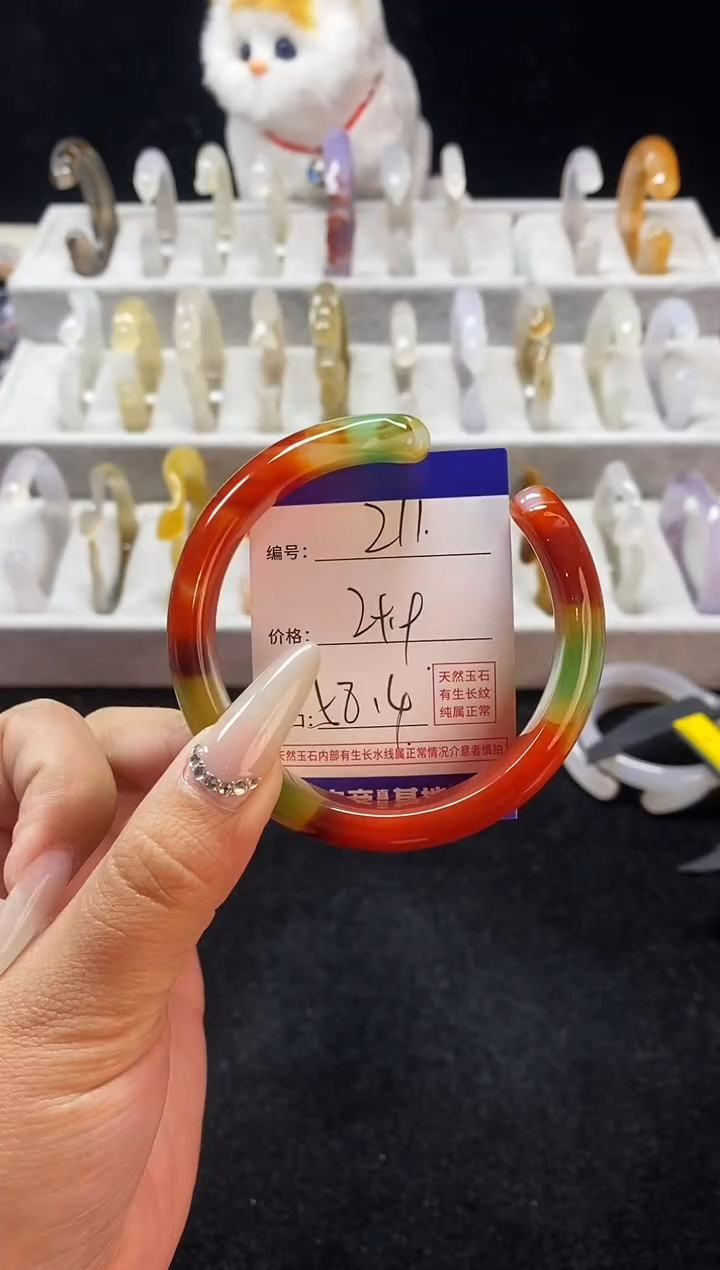 编号: 211.
价格:
天然玉石
有生长纹
纯属正常
: 58.4
天然玉石内部有生长水线属正常情况介意者慎拍
基地